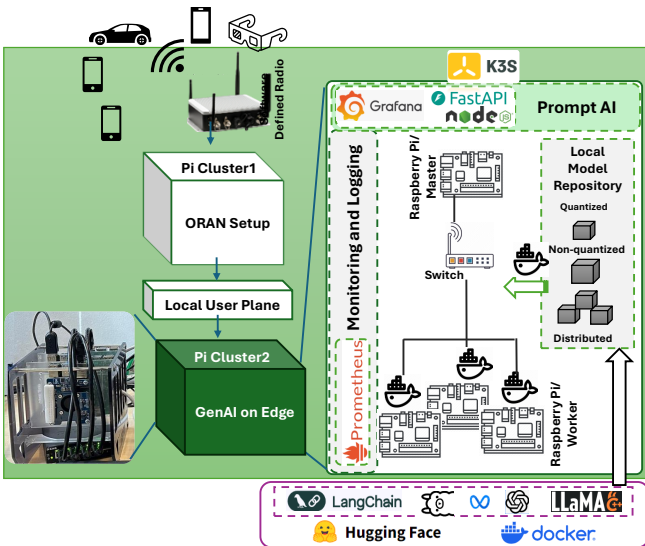 K3S
Grafana
FastAPI
node
JS
Prompt AI
Defined Radio
Pi Cluster1
ORAN Setup
Local User Plane
Pi Cluster2
GenAI on Edge
Monitoring and Logging
Prometheus
Raspberry Pi/
Master
Switch
Raspberry Pi/
Worker
Local
Model
Repository
Quantized
Non-quantized
Distributed
LangChain
LLaMA
C++
Hugging Face
docker